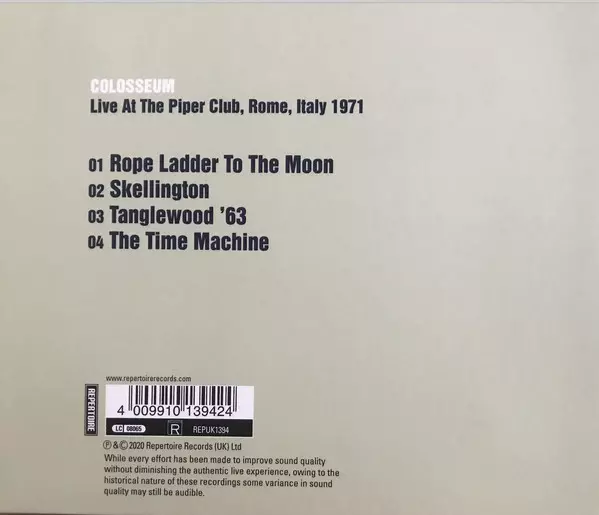 COLOSSEUM
Live At The Piper Club, Rome, Italy 1971
01 Rope Ladder To The Moon
02 Skellington
03 Tanglewood '63
04 The Time Machine
www.repertoirerecords.com
REPERTOIRE
4 009910 139424
LC 08065
R
REPUK1394
℗ & © 2020 Repertoire Records (UK) Ltd
While every effort has been made to improve sound quality
without diminishing the authentic live experience, owing to the
historical nature of these recordings some variance in sound
quality may still be audible.